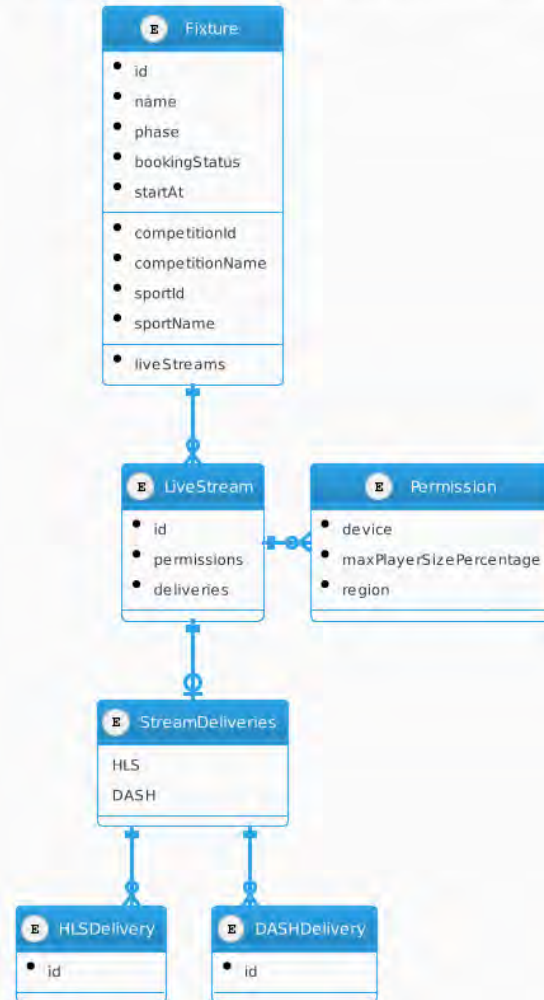 E Fixture
id
name
phase
bookingStatus
startAt
competitionId
competitionName
sportId
sportName
liveStreams
E LiveStream
id
permissions
deliveries
E Permission
device
maxPlayerSizePercentage
region
E StreamDeliveries
HLS
DASH
E HLSDelivery
id
E DASHDelivery
id